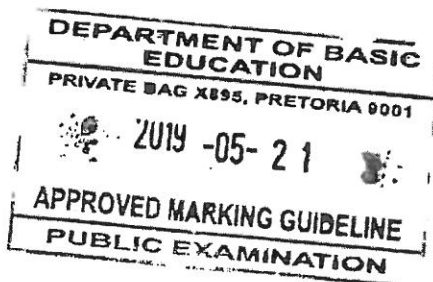 DEPARTMENT OF BASIC
EDUCATION
PRIVATE BAG X895, PRETORIA 0001
2019 -05- 21
APPROVED MARKING GUIDELINE
PUBLIC EXAMINATION